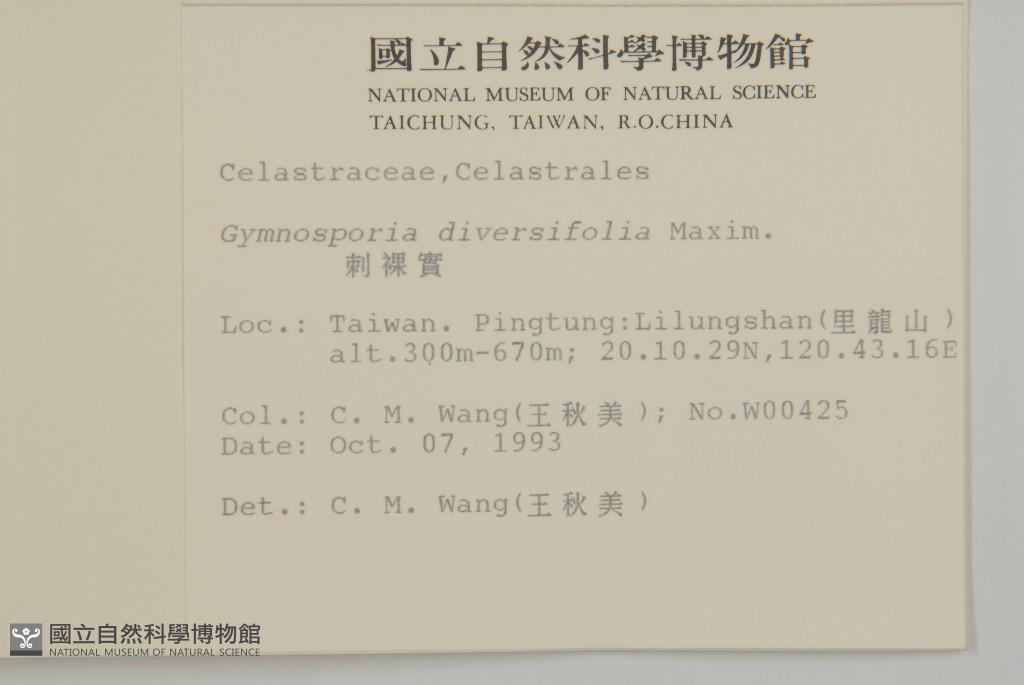 國立自然科學博物館
NATIONAL MUSEUM OF NATURAL SCIENCE
TAICHUNG, TAIWAN, R.O.CHINA
Celastraceae,Celastrales
Gymnosporia diversifolia Maxim.
刺裸實
Loc.: Taiwan. Pingtung:Lilungshan(里龍山)
alt.300m-670m; 20.10.29N,120.43.16E
Col.: C. M. Wang(王秋美); No.W00425
Date: Oct. 07, 1993
Det.: C. M. Wang(王秋美)
國立自然科學博物館
NATIONAL MUSEUM OF NATURAL SCIENCE